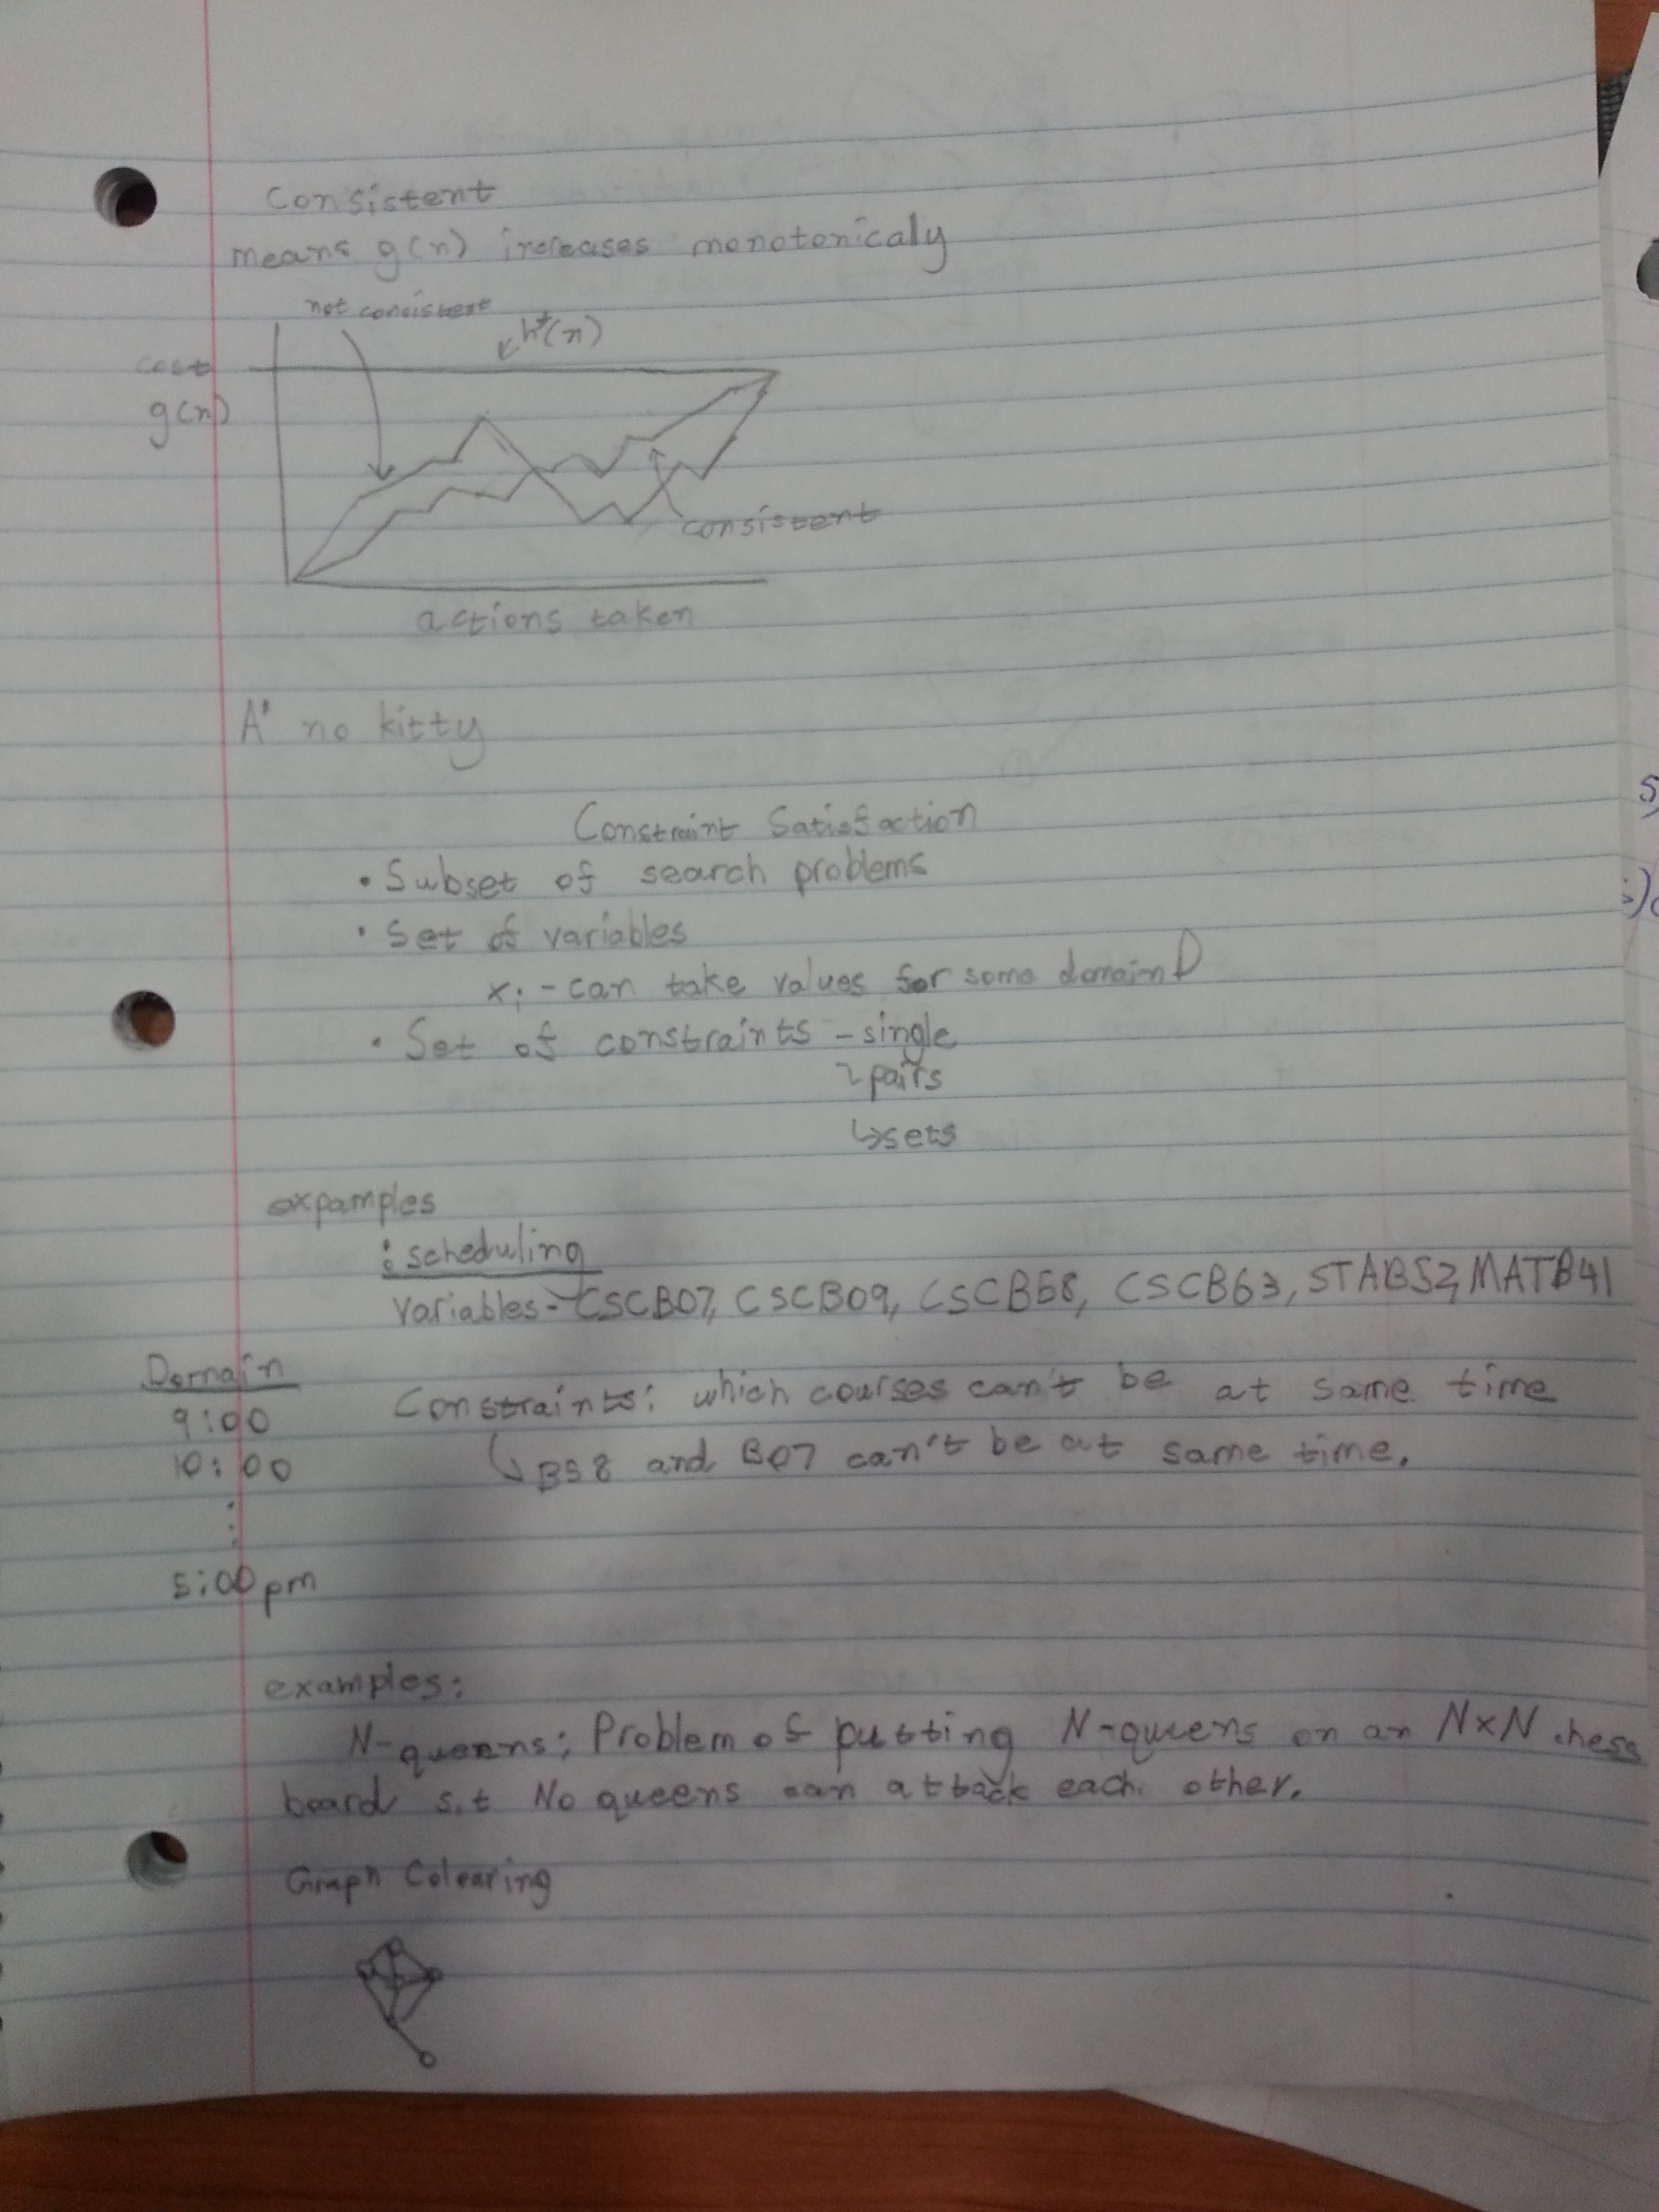 Consistent
means g(n) increases monotonicaly
not consistent
h*(n)
cost
g(n)
consistent
actions taken
A* no kitty
Constraint Satisfaction
• Subset of search problems
• Set of variables
xi - can take values for some domain D
• Set of constraints - single
pairs
↳sets
expamples
: scheduling
variables - CSCB07, CSCB09, CSCB58, CSCB63, STAB52, MATB41
Domain
9:00
10:00
⋮
5:00pm
Constraints: which courses can't be at same time
↳ B58 and B07 can't be at same time.
examples:
N-queens: Problem of putting N-queens on an NxN chess
board s.t No queens can attack each other.
Graph Colearing